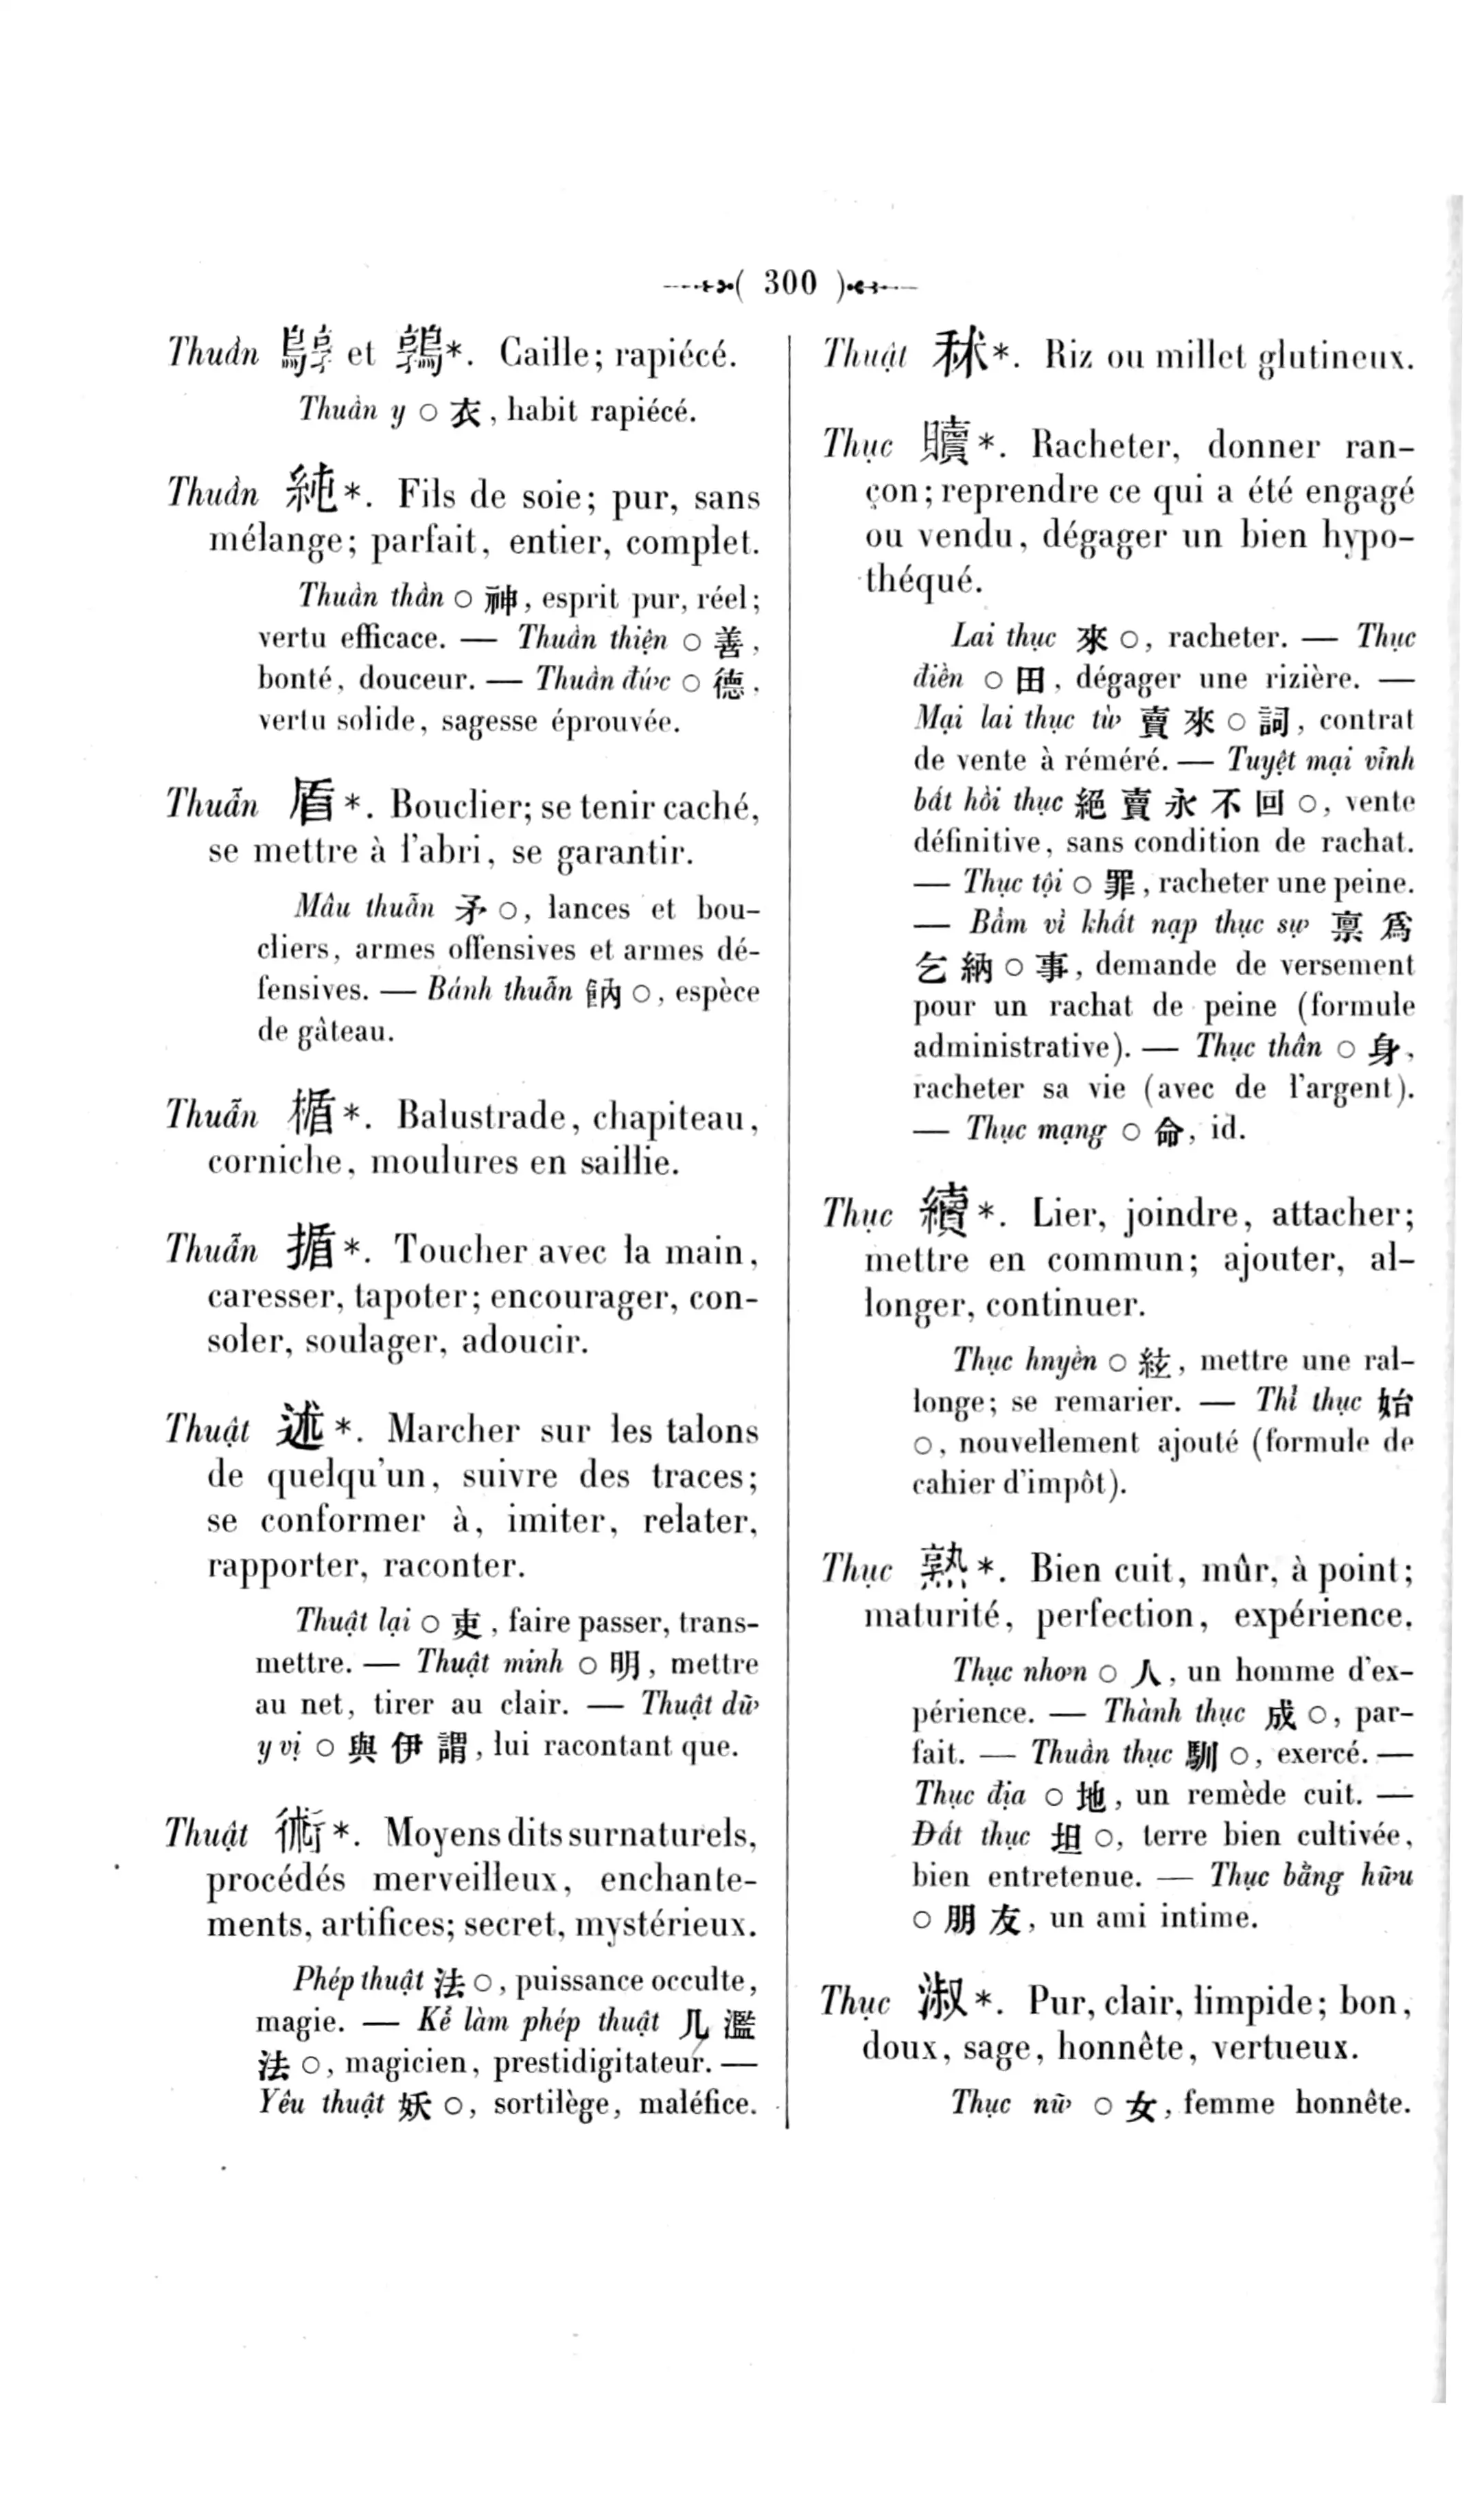 ( 300 )
Thuần 䳰 et 鶉*. Caille; rapiécé.
Thuần y ○ 衣, habit rapiécé.
Thuần 純*. Fils de soie; pur, sans
mélange; parfait, entier, complet.
Thuần thần ○ 神, esprit pur, réel;
vertu efficace. — Thuần thiện ○ 善,
bonté, douceur. — Thuần đức ○ 德,
vertu solide, sagesse éprouvée.
Thuẫn 盾*. Bouclier; se tenir caché,
se mettre à l'abri, se garantir.
Mâu thuẫn 矛 ○, lances et bou-
cliers, armes offensives et armes dé-
fensives. — Bánh thuẫn 𩛄 ○, espèce
de gâteau.
Thuẫn 楯*. Balustrade, chapiteau,
corniche, moulures en saillie.
Thuẫn 揗*. Toucher avec la main,
caresser, tapoter; encourager, con-
soler, soulager, adoucir.
Thuật 述*. Marcher sur les talons
de quelqu'un, suivre des traces;
se conformer à, imiter, relater,
rapporter, raconter.
Thuật lại ○ 吏, faire passer, trans-
mettre. — Thuật minh ○ 明, mettre
au net, tirer au clair. — Thuật dữ
y vị ○ 與 伊 謂, lui racontant que.
Thuật 術*. Moyens dits surnaturels,
procédés merveilleux, enchante-
ments, artifices; secret, mystérieux.
Phép thuật 法 ○, puissance occulte,
magie. — Kẻ làm phép thuật 几 濫
法 ○, magicien, prestidigitateur. —
Yêu thuật 妖 ○, sortilège, maléfice.
Thuật 秫*. Riz ou millet glutineux.
Thục 贖*. Racheter, donner ran-
çon; reprendre ce qui a été engagé
ou vendu, dégager un bien hypo-
théqué.
Lai thục 來 ○, racheter. — Thục
điền ○ 田, dégager une rizière. —
Mại lai thục từ 賣 來 ○ 詞, contrat
de vente à réméré. — Tuyệt mại vĩnh
bất hồi thục 絕 賣 永 不 回 ○, vente
définitive, sans condition de rachat.
— Thục tội ○ 罪, racheter une peine.
— Bẩm vì khất nạp thục sự 禀 爲
乞 納 ○ 事, demande de versement
pour un rachat de peine (formule
administrative). — Thục thân ○ 身,
racheter sa vie (avec de l'argent).
— Thục mạng ○ 命, id.
Thục 續*. Lier, joindre, attacher;
mettre en commun; ajouter, al-
longer, continuer.
Thục hnyền ○ 絃, mettre une ral-
longe; se remarier. — Thỉ thục 始
○, nouvellement ajouté (formule de
cahier d'impôt).
Thục 熟*. Bien cuit, mûr, à point;
maturité, perfection, expérience.
Thục nhơn ○ 人, un homme d'ex-
périence. — Thành thục 成 ○, par-
fait. — Thuần thục 馴 ○, exercé. —
Thục địa ○ 地, un remède cuit. —
Đất thục 坦 ○, terre bien cultivée,
bien entretenue. — Thục bằng hữu
○ 朋 友, un ami intime.
Thục 淑*. Pur, clair, limpide; bon,
doux, sage, honnête, vertueux.
Thục nữ ○ 女, femme honnête.